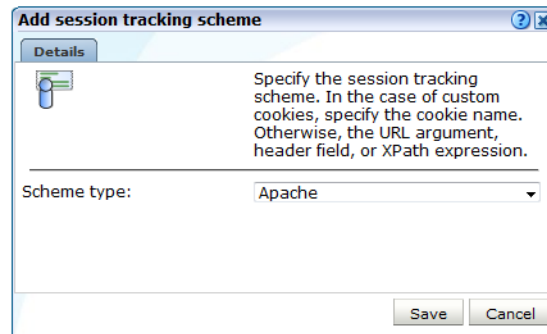 Add session tracking scheme
Details
Specify the session tracking
scheme. In the case of custom
cookies, specify the cookie name.
Otherwise, the URL argument,
header field, or XPath expression.
Scheme type: Apache
Save Cancel